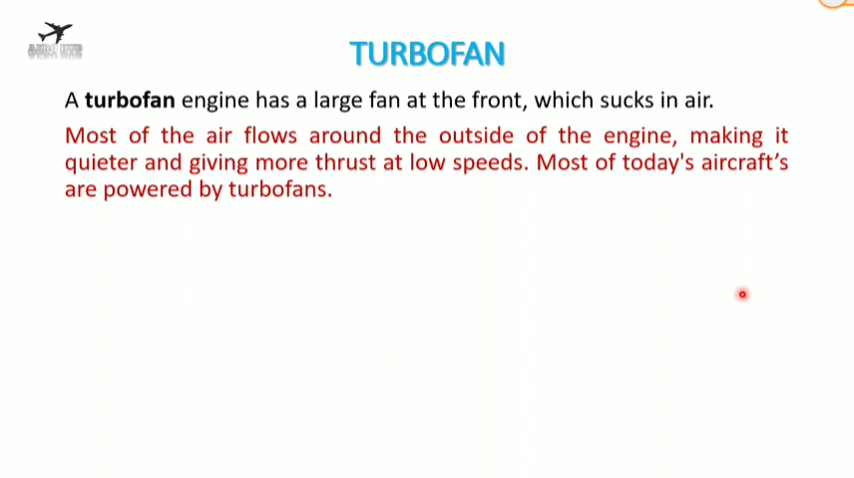 TURBOFAN
A turbofan engine has a large fan at the front, which sucks in air.
Most of the air flows around the outside of the engine, making it
quieter and giving more thrust at low speeds. Most of today's aircraft’s
are powered by turbofans.